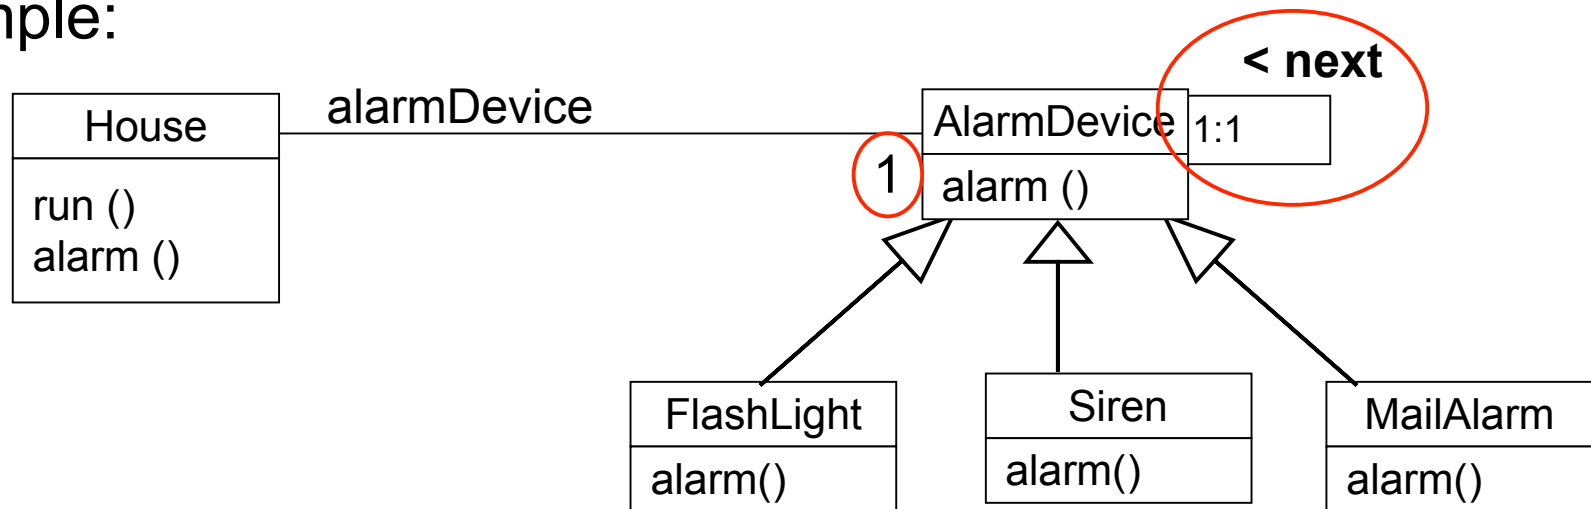 mple:
< next
House
alarmDevice
AlarmDevice
1:1
1
alarm ()
run ()
alarm ()
FlashLight
Siren
MailAlarm
alarm()
alarm()
alarm()